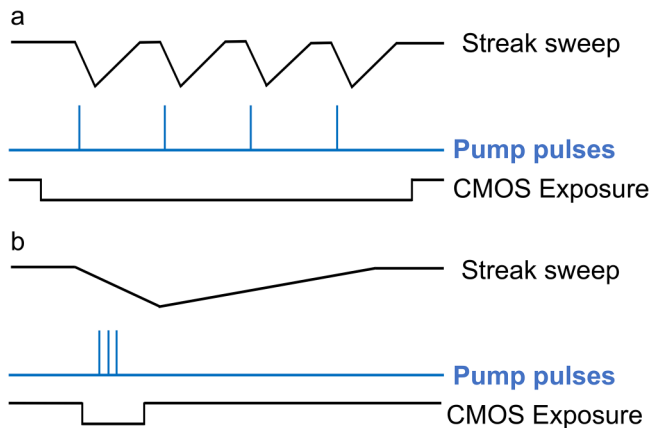 a
Streak sweep
Pump pulses
CMOS Exposure
b
Streak sweep
Pump pulses
CMOS Exposure